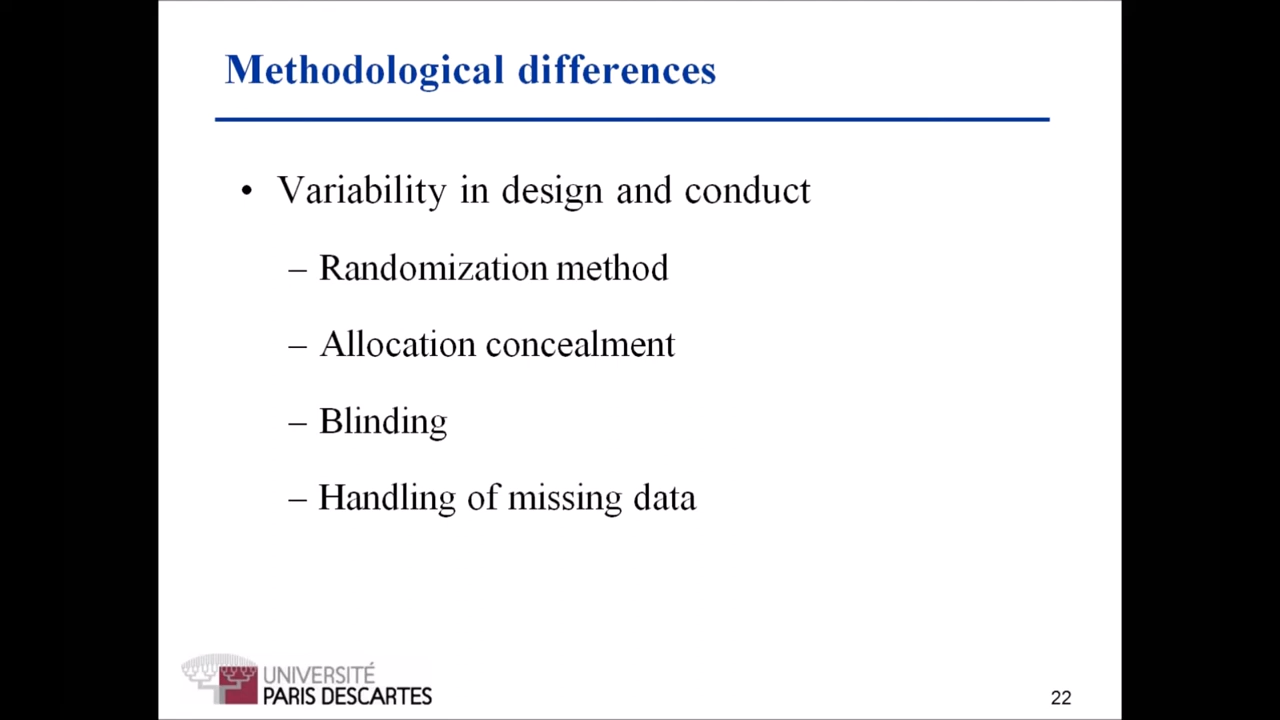 Methodological differences
• Variability in design and conduct
– Randomization method
– Allocation concealment
– Blinding
– Handling of missing data
UNIVERSITÉ
PARIS DESCARTES
22